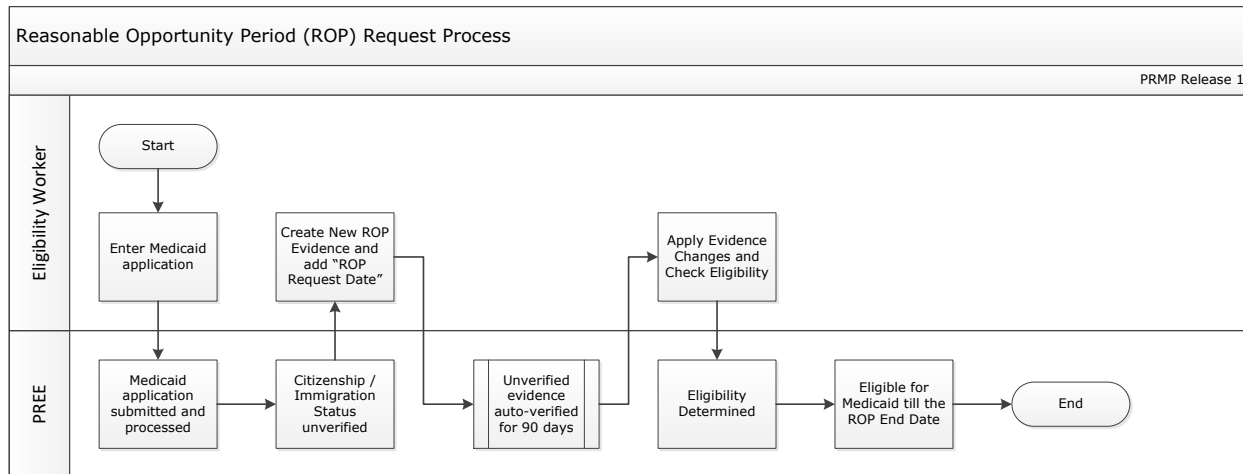 Reasonable Opportunity Period (ROP) Request Process
PRMP Release 1
Eligibility Worker
Start
Enter Medicaid
application
Create New ROP
Evidence and
add “ROP
Request Date”
Apply Evidence
Changes and
Check Eligibility
PREE
Medicaid
application
submitted and
processed
Citizenship /
Immigration
Status
unverified
Unverified
evidence
auto-verified
for 90 days
Eligibility
Determined
Eligible for
Medicaid till the
ROP End Date
End